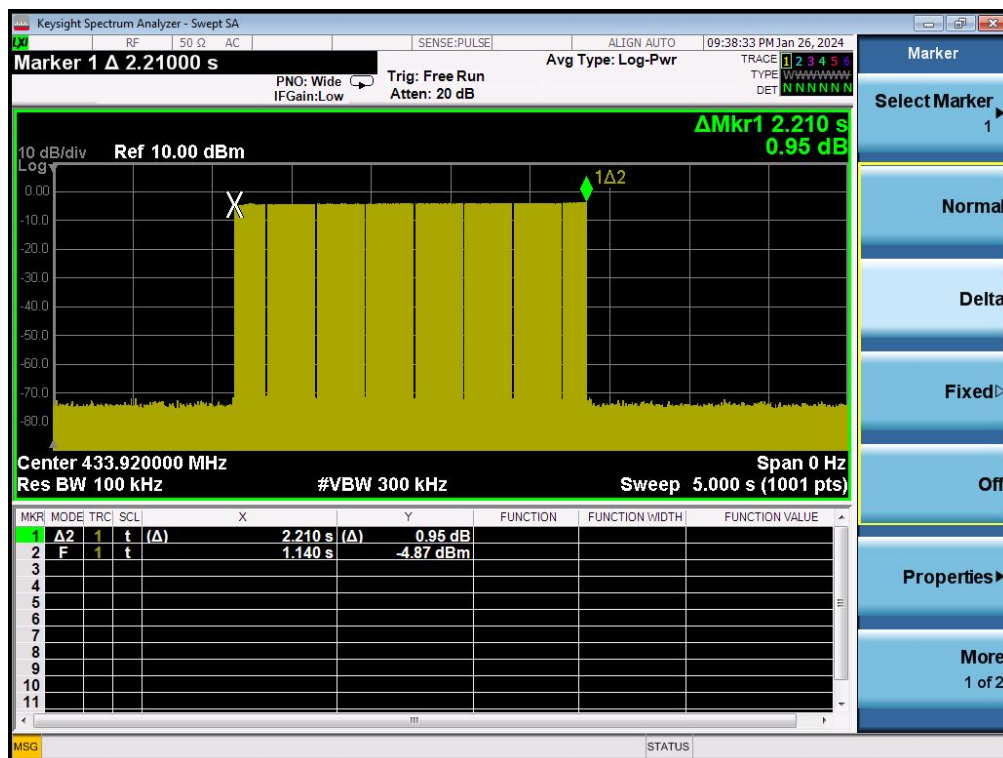 Keysight Spectrum Analyzer - Swept SA
LXI RF 50 Ω AC SENSE:PULSE ALIGN AUTO 09:38:33 PM Jan 26, 2024
Marker 1 Δ 2.21000 s
PNO: Wide
IFGain:Low
Trig: Free Run
Atten: 20 dB
Avg Type: Log-Pwr
TRACE 1 2 3 4 5 6
TYPE WWWWWW
DET N N N N N N
ΔMkr1 2.210 s
0.95 dB
10 dB/div Ref 10.00 dBm
Log
1Δ2
0.00
-10.0
-20.0
-30.0
-40.0
-50.0
-60.0
-70.0
-80.0
Center 433.920000 MHz Span 0 Hz
Res BW 100 kHz #VBW 300 kHz Sweep 5.000 s (1001 pts)
MKR MODE TRC SCL X Y FUNCTION FUNCTION WIDTH FUNCTION VALUE
1 Δ2 1 t (Δ) 2.210 s (Δ) 0.95 dB
2 F 1 t 1.140 s -4.87 dBm
3
4
5
6
7
8
9
10
11
MSG STATUS
Marker
Select Marker
1
Normal
Delta
Fixed
Off
Properties
More
1 of 2